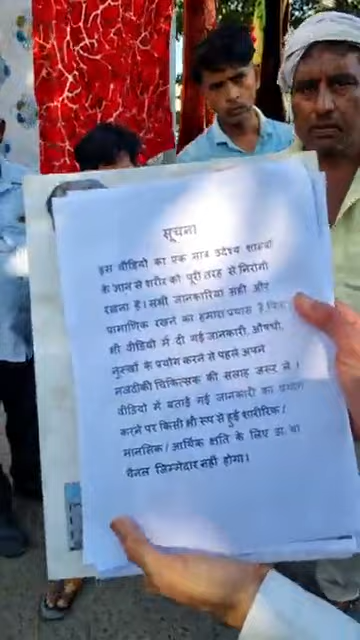 सूचना
इस वीडियो का एक मात्र उदेश्य शास्त्रों
के ज्ञान से शरीर को पूरी तरह से निरोगी
रखना है। सभी जानकारियां सही और
प्रामाणिक रखने का हमारा प्रयास है,
भी वीडियो में दी गई जानकारी, औषधी,
नुस्खों के प्रयोग करने से पहले अपने
नजदीकी चिकित्सक की सलाह जरूर ले।
वीडियो में बताई गई जानकारी का प्रयोग
करने पर किसी भी रूप से हुई शारीरिक/
मानसिक/ आर्थिक क्षति के लिए डा. या
चैनल जिम्मेदार नही होगा।